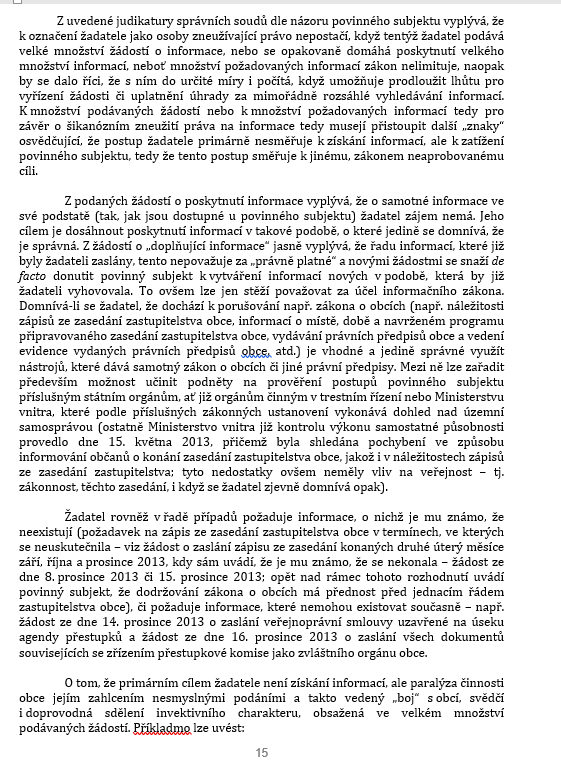 Z uvedené judikatury správních soudů dle názoru povinného subjektu vyplývá, že
k označení žadatele jako osoby zneužívající právo nepostačí, když tentýž žadatel podává
velké množství žádostí o informace, nebo se opakovaně domáhá poskytnutí velkého
množství informací, neboť množství požadovaných informací zákon nelimituje, naopak
by se dalo říci, že s ním do určité míry i počítá, když umožňuje prodloužit lhůtu pro
vyřízení žádosti či uplatnění úhrady za mimořádně rozsáhlé vyhledávání informací.
K množství podávaných žádostí nebo k množství požadovaných informací tedy pro
závěr o šikanózním zneužití práva na informace tedy musejí přistoupit další „znaky“
osvědčující, že postup žadatele primárně nesměřuje k získání informací, ale k zatížení
povinného subjektu, tedy že tento postup směřuje k jinému, zákonem neaprobovanému
cíli.
Z podaných žádostí o poskytnutí informace vyplývá, že o samotné informace ve
své podstatě (tak, jak jsou dostupné u povinného subjektu) žadatel zájem nemá. Jeho
cílem je dosáhnout poskytnutí informací v takové podobě, o které jedině se domnívá, že
je správná. Z žádostí o „doplňující informace“ jasně vyplývá, že řadu informací, které již
byly žadateli zaslány, tento nepovažuje za „právně platné“ a novými žádostmi se snaží de
facto donutit povinný subjekt k vytváření informací nových v podobě, která by již
žadateli vyhovovala. To ovšem lze jen stěží považovat za účel informačního zákona.
Domnívá-li se žadatel, že dochází k porušování např. zákona o obcích (např. náležitosti
zápisů ze zasedání zastupitelstva obce, informací o místě, době a navrženém programu
připravovaného zasedání zastupitelstva obce, vydávání právních předpisů obce a vedení
evidence vydaných právních předpisů obce, atd.) je vhodné a jedině správné využít
nástrojů, které dává samotný zákon o obcích či jiné právní předpisy. Mezi ně lze zařadit
především možnost učinit podněty na prověření postupů povinného subjektu
příslušným státním orgánům, ať již orgánům činným v trestním řízení nebo Ministerstvu
vnitra, které podle příslušných zákonných ustanovení vykonává dohled nad územní
samosprávou (ostatně Ministerstvo vnitra již kontrolu výkonu samostatné působnosti
provedlo dne 15. května 2013, přičemž byla shledána pochybení ve způsobu
informování občanů o konání zasedání zastupitelstva obce, jakož i v náležitostech zápisů
ze zasedání zastupitelstva; tyto nedostatky ovšem neměly vliv na veřejnost – tj.
zákonnost, těchto zasedání, i když se žadatel zjevně domnívá opak).
Žadatel rovněž v řadě případů požaduje informace, o nichž je mu známo, že
neexistují (požadavek na zápis ze zasedání zastupitelstva obce v termínech, ve kterých
se neuskutečnila – viz žádost o zaslání zápisu ze zasedání konaných druhé úterý měsíce
září, října a prosince 2013, kdy sám uvádí, že je mu známo, že se nekonala – žádost ze
dne 8. prosince 2013 či 15. prosince 2013; opět nad rámec tohoto rozhodnutí uvádí
povinný subjekt, že dodržování zákona o obcích má přednost před jednacím řádem
zastupitelstva obce), či požaduje informace, které nemohou existovat současně – např.
žádost ze dne 14. prosince 2013 o zaslání veřejnoprávní smlouvy uzavřené na úseku
agendy přestupků a žádost ze dne 16. prosince 2013 o zaslání všech dokumentů
souvisejících se zřízením přestupkové komise jako zvláštního orgánu obce.
O tom, že primárním cílem žadatele není získání informací, ale paralýza činnosti
obce jejím zahlcením nesmyslnými podáními a takto vedený „boj“ s obcí, svědčí
i doprovodná sdělení invektivního charakteru, obsažená ve velkém množství
podávaných žádostí. Příkladmo lze uvést:
15